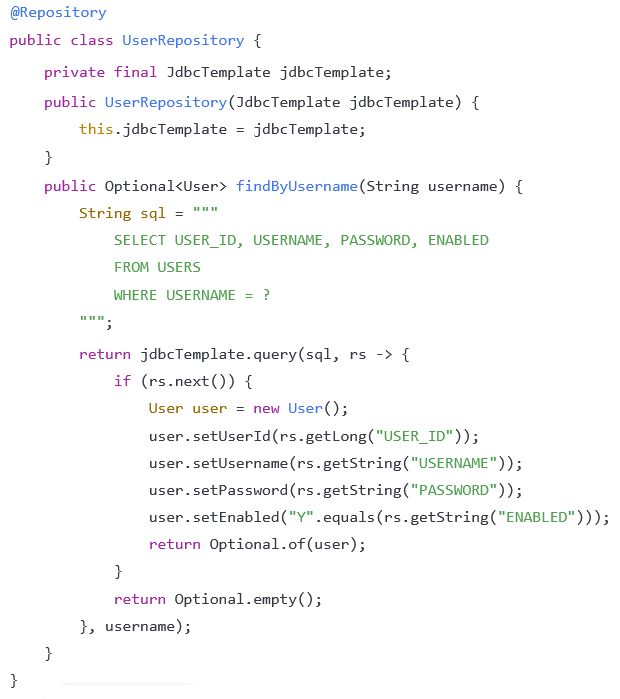 @Repository
public class UserRepository {
    private final JdbcTemplate jdbcTemplate;
    public UserRepository(JdbcTemplate jdbcTemplate) {
        this.jdbcTemplate = jdbcTemplate;
    }
    public Optional<User> findByUsername(String username) {
        String sql = """
            SELECT USER_ID, USERNAME, PASSWORD, ENABLED
            FROM USERS
            WHERE USERNAME = ?
        """;
        return jdbcTemplate.query(sql, rs -> {
            if (rs.next()) {
                User user = new User();
                user.setUserId(rs.getLong("USER_ID"));
                user.setUsername(rs.getString("USERNAME"));
                user.setPassword(rs.getString("PASSWORD"));
                user.setEnabled("Y".equals(rs.getString("ENABLED")));
                return Optional.of(user);
            }
            return Optional.empty();
        }, username);
    }
}